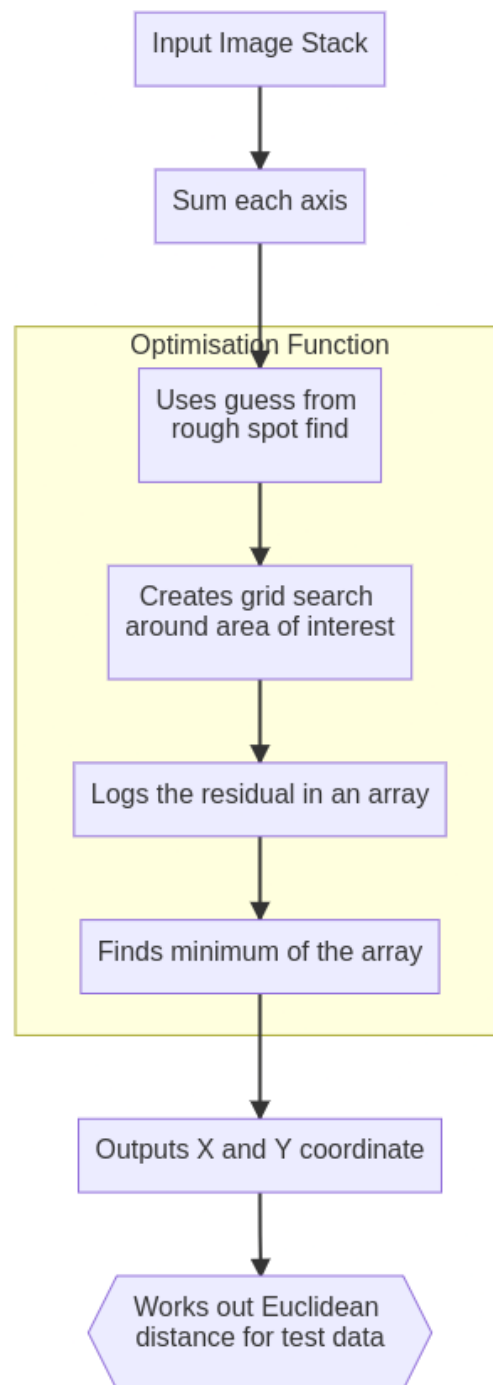 Input Image Stack
Sum each axis
Optimisation Function
Uses guess from
rough spot find
Creates grid search
around area of interest
Logs the residual in an array
Finds minimum of the array
Outputs X and Y coordinate
Works out Euclidean
distance for test data